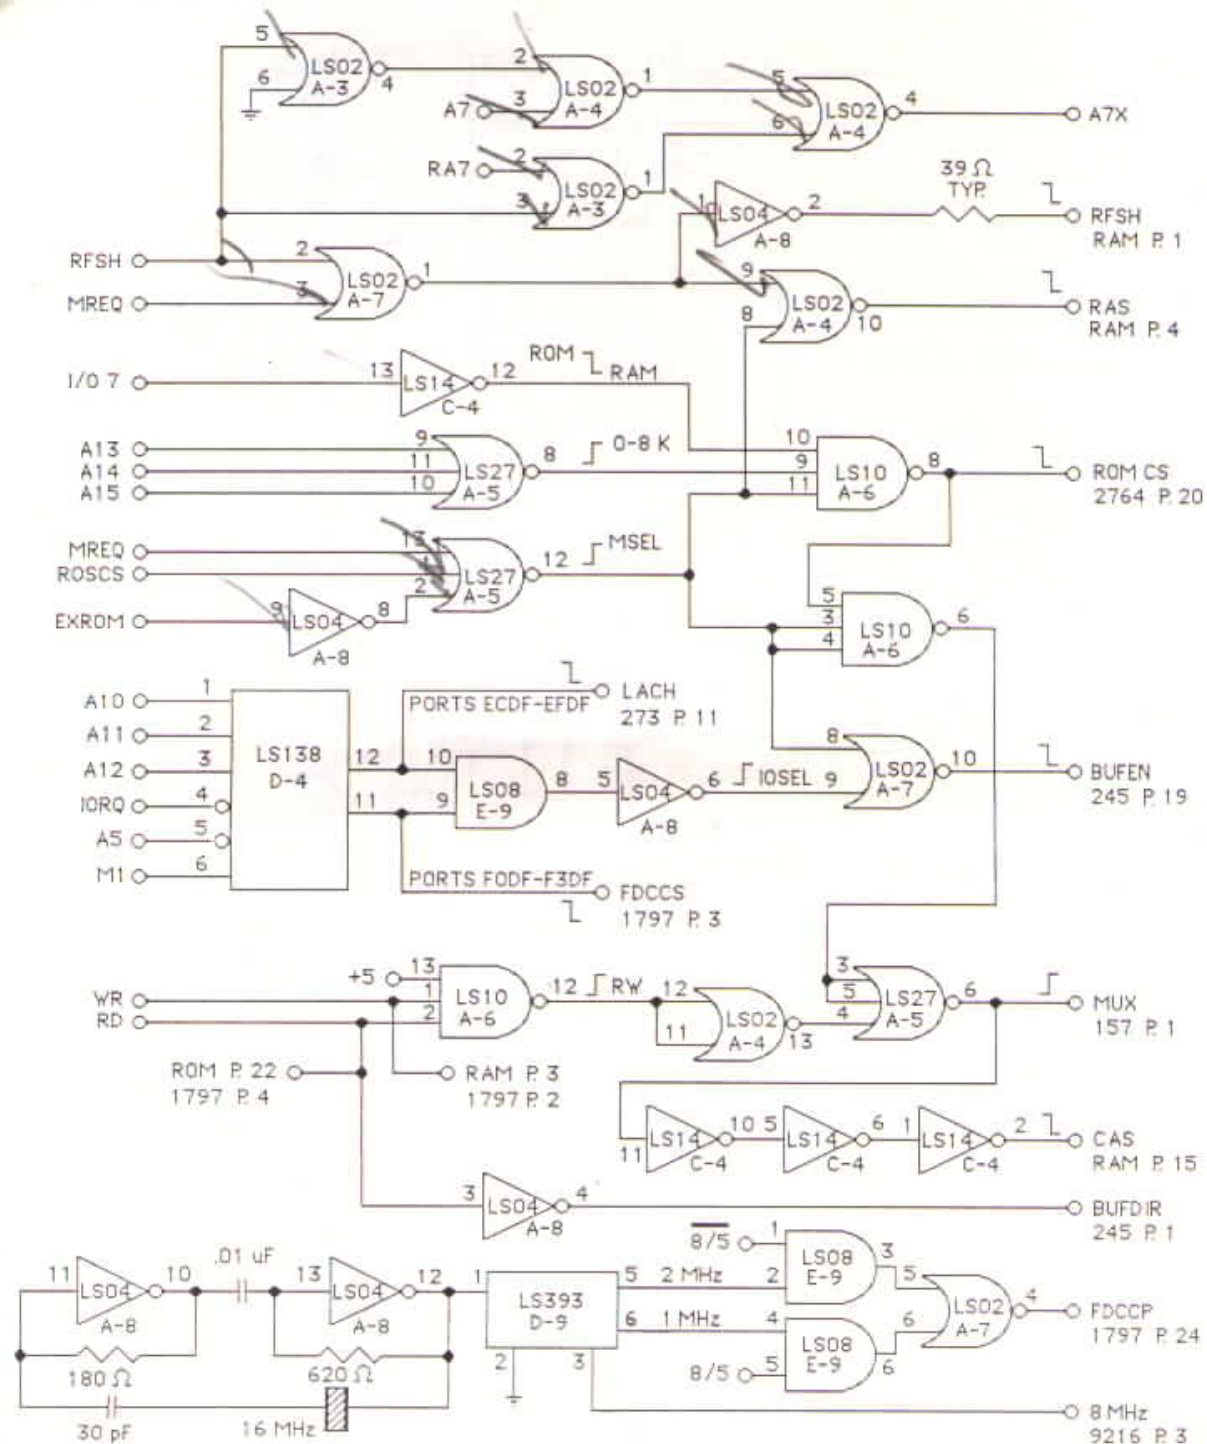 5
LS02
A-3
4
6
2
LS02
A-4
1
A7
3
5
LS02
A-4
4
A7X
6
RA7
2
LS02
A-3
1
3
39 Ω
TYP.
1
LS04
2
A-8
RFSH
RAM P. 1
RFSH
2
LS02
A-7
1
MREQ
3
9
LS02
A-4
10
8
RAS
RAM P. 4
I/O 7
13
LS14
12
C-4
ROM
RAM
A13
9
A14
11
LS27
A-5
8
0-8 K
A15
10
10
9
LS10
A-6
8
11
ROM CS
2764 P. 20
MREQ
13
ROSCS
1
LS27
A-5
12
MSEL
2
EXROM
9
LS04
8
A-8
5
3
LS10
A-6
6
4
A10
1
A11
2
A12
3
IORQ
4
A5
5
M1
6
LS138
D-4
12
11
PORTS ECDF-EFDF
LACH
273 P. 11
10
LS08
E-9
8
9
5
LS04
6
A-8
IOSEL
8
LS02
A-7
10
9
BUFEN
245 P. 19
PORTS F0DF-F3DF
FDCCS
1797 P. 3
+5
13
WR
1
LS10
A-6
12
RW
RD
2
12
LS02
A-4
13
11
3
5
LS27
A-5
6
4
MUX
157 P. 1
ROM P. 22
1797 P. 4
RAM P. 3
1797 P. 2
11
LS14
10
C-4
5
LS14
6
C-4
1
LS14
2
C-4
CAS
RAM P. 15
3
LS04
4
A-8
BUFDIR
245 P. 1
11
LS04
10
A-8
.01 uF
13
LS04
12
A-8
180 Ω
620 Ω
30 pF
16 MHz
1
LS393
D-9
5
2 MHz
6
1 MHz
2
3
8/5
1
LS08
E-9
3
2
4
LS08
E-9
6
8/5
5
5
LS02
A-7
4
6
FDCCP
1797 P. 24
8 MHz
9216 P. 3